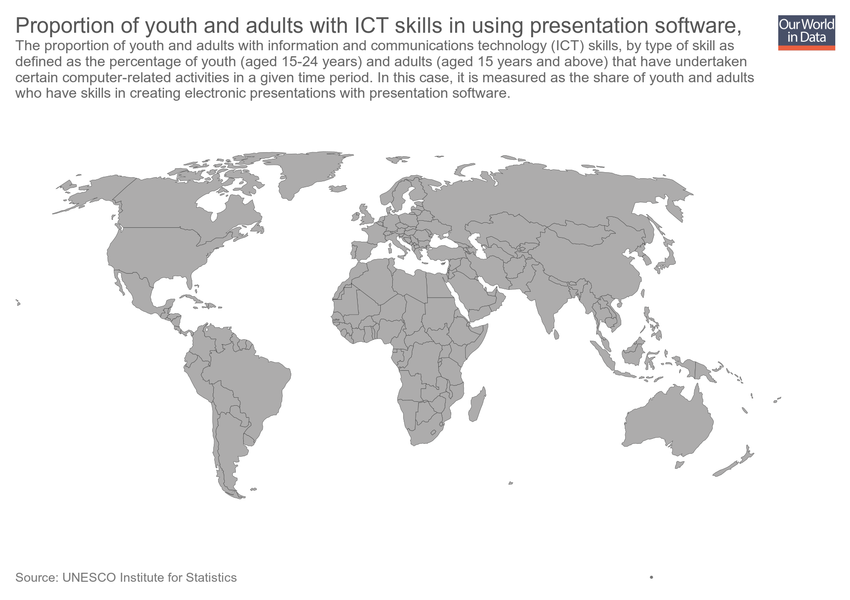 Proportion of youth and adults with ICT skills in using presentation software,
Our World
in Data
The proportion of youth and adults with information and communications technology (ICT) skills, by type of skill as
defined as the percentage of youth (aged 15-24 years) and adults (aged 15 years and above) that have undertaken
certain computer-related activities in a given time period. In this case, it is measured as the share of youth and adults
who have skills in creating electronic presentations with presentation software.
Source: UNESCO Institute for Statistics